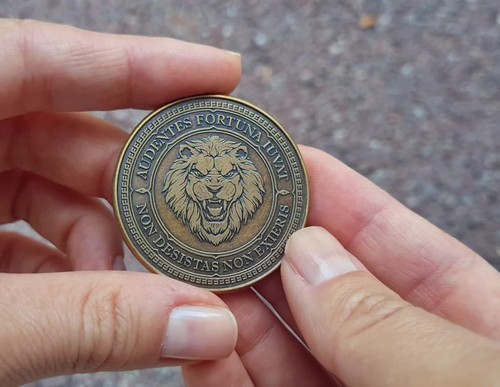 AUDENTES FORTUNA IUVAT
NON DESISTAS NON EXIERIS